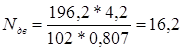 N_дв = 196,2 * 4,2 / 102 * 0,807 = 16,2